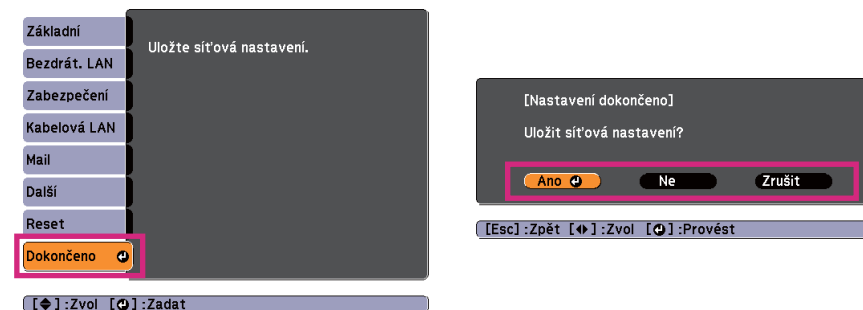 Základní
Bezdrát. LAN
Zabezpečení
Kabelová LAN
Mail
Další
Reset
Dokončeno
Uložte síťová nastavení.
[ ]:Zvol [ ]:Zadat
[Nastavení dokončeno]
Uložit síťová nastavení?
Ano Ne Zrušit
[Esc]:Zpět [ ]:Zvol [ ]:Provést